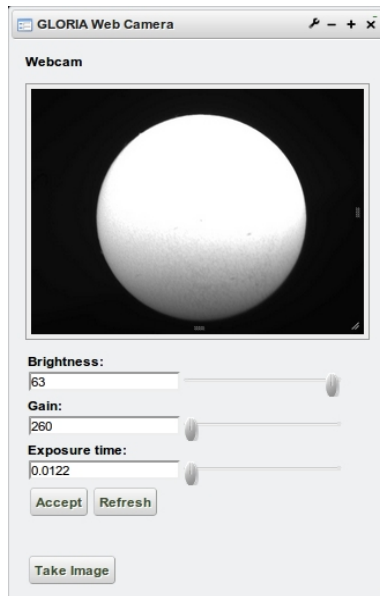 GLORIA Web Camera
Webcam
Brightness:
63
Gain:
260
Exposure time:
0.0122
Accept Refresh
Take Image